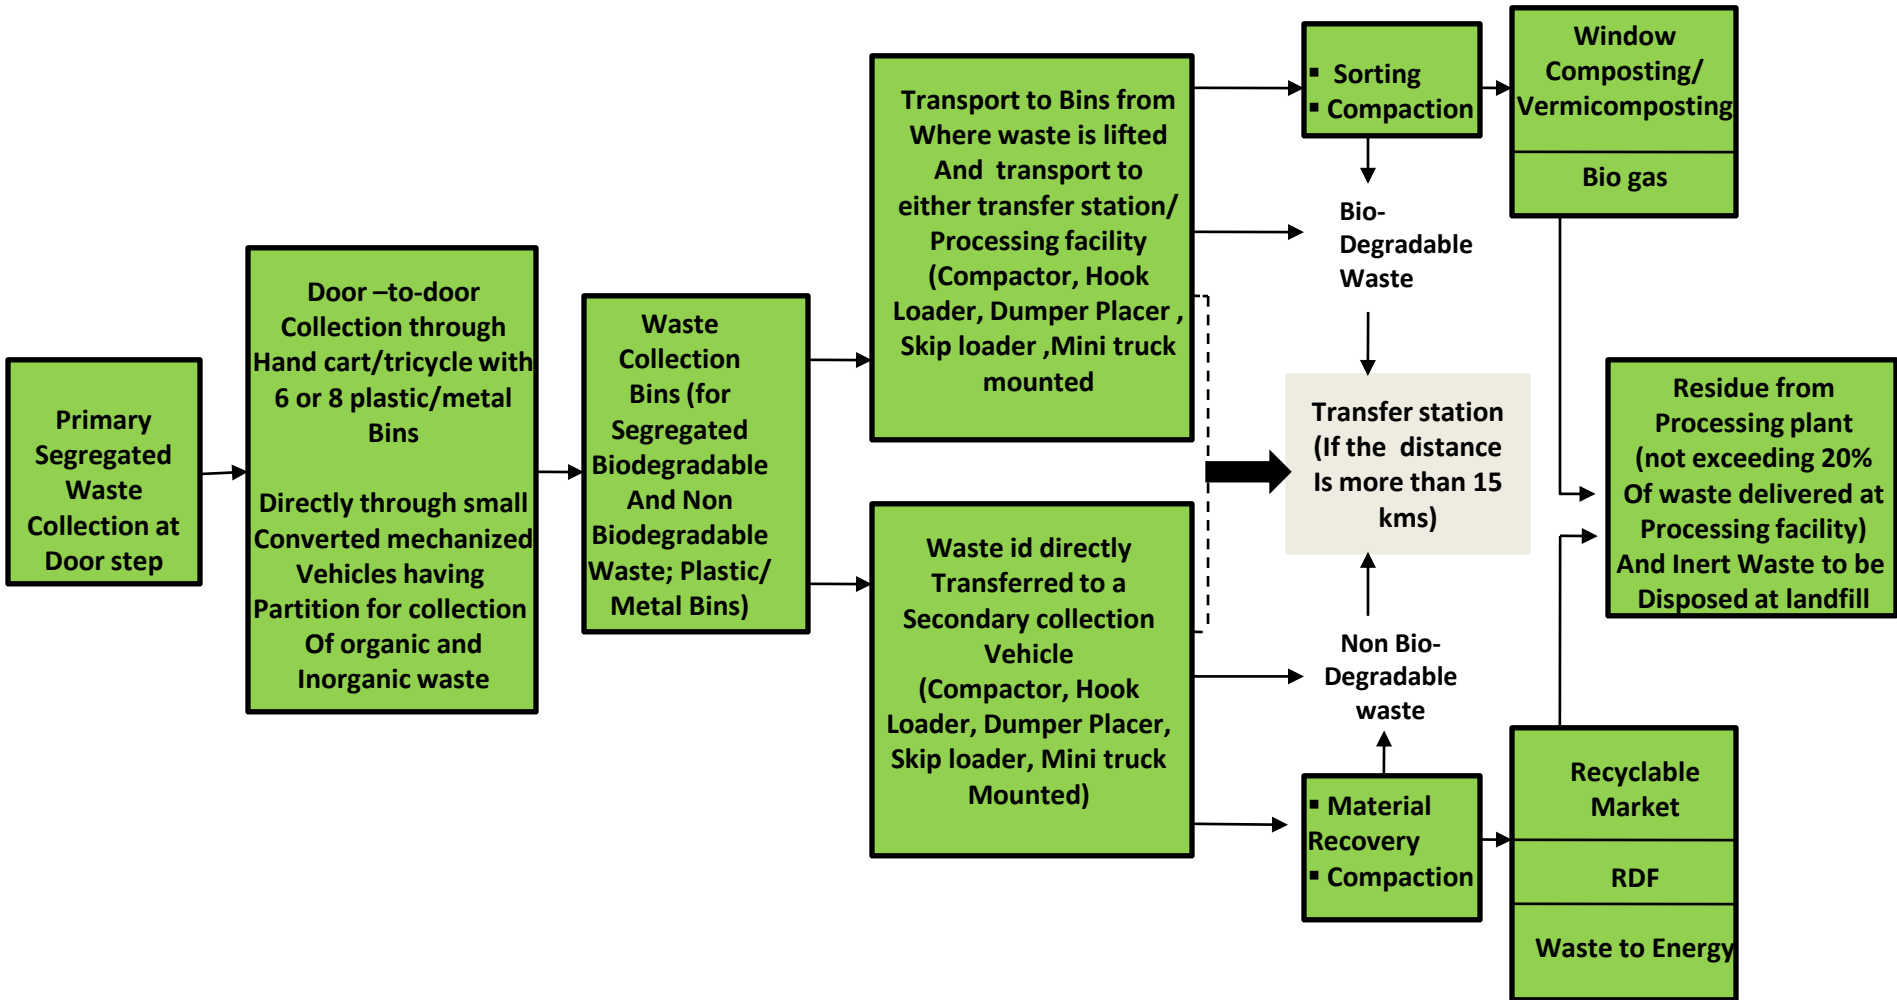 Primary
Segregated
Waste
Collection at
Door step
Door –to-door
Collection through
Hand cart/tricycle with
6 or 8 plastic/metal
Bins
Directly through small
Converted mechanized
Vehicles having
Partition for collection
Of organic and
Inorganic waste
Waste
Collection
Bins (for
Segregated
Biodegradable
And Non
Biodegradable
Waste; Plastic/
Metal Bins)
Transport to Bins from
Where waste is lifted
And transport to
either transfer station/
Processing facility
(Compactor, Hook
Loader, Dumper Placer ,
Skip loader ,Mini truck
mounted
Waste id directly
Transferred to a
Secondary collection
Vehicle
(Compactor, Hook
Loader, Dumper Placer,
Skip loader, Mini truck
Mounted)
▪ Sorting
▪ Compaction
Bio-
Degradable
Waste
Transfer station
(If the distance
Is more than 15
kms)
Non Bio-
Degradable
waste
▪ Material
Recovery
▪ Compaction
Window
Composting/
Vermicomposting
Bio gas
Residue from
Processing plant
(not exceeding 20%
Of waste delivered at
Processing facility)
And Inert Waste to be
Disposed at landfill
Recyclable
Market
RDF
Waste to Energy